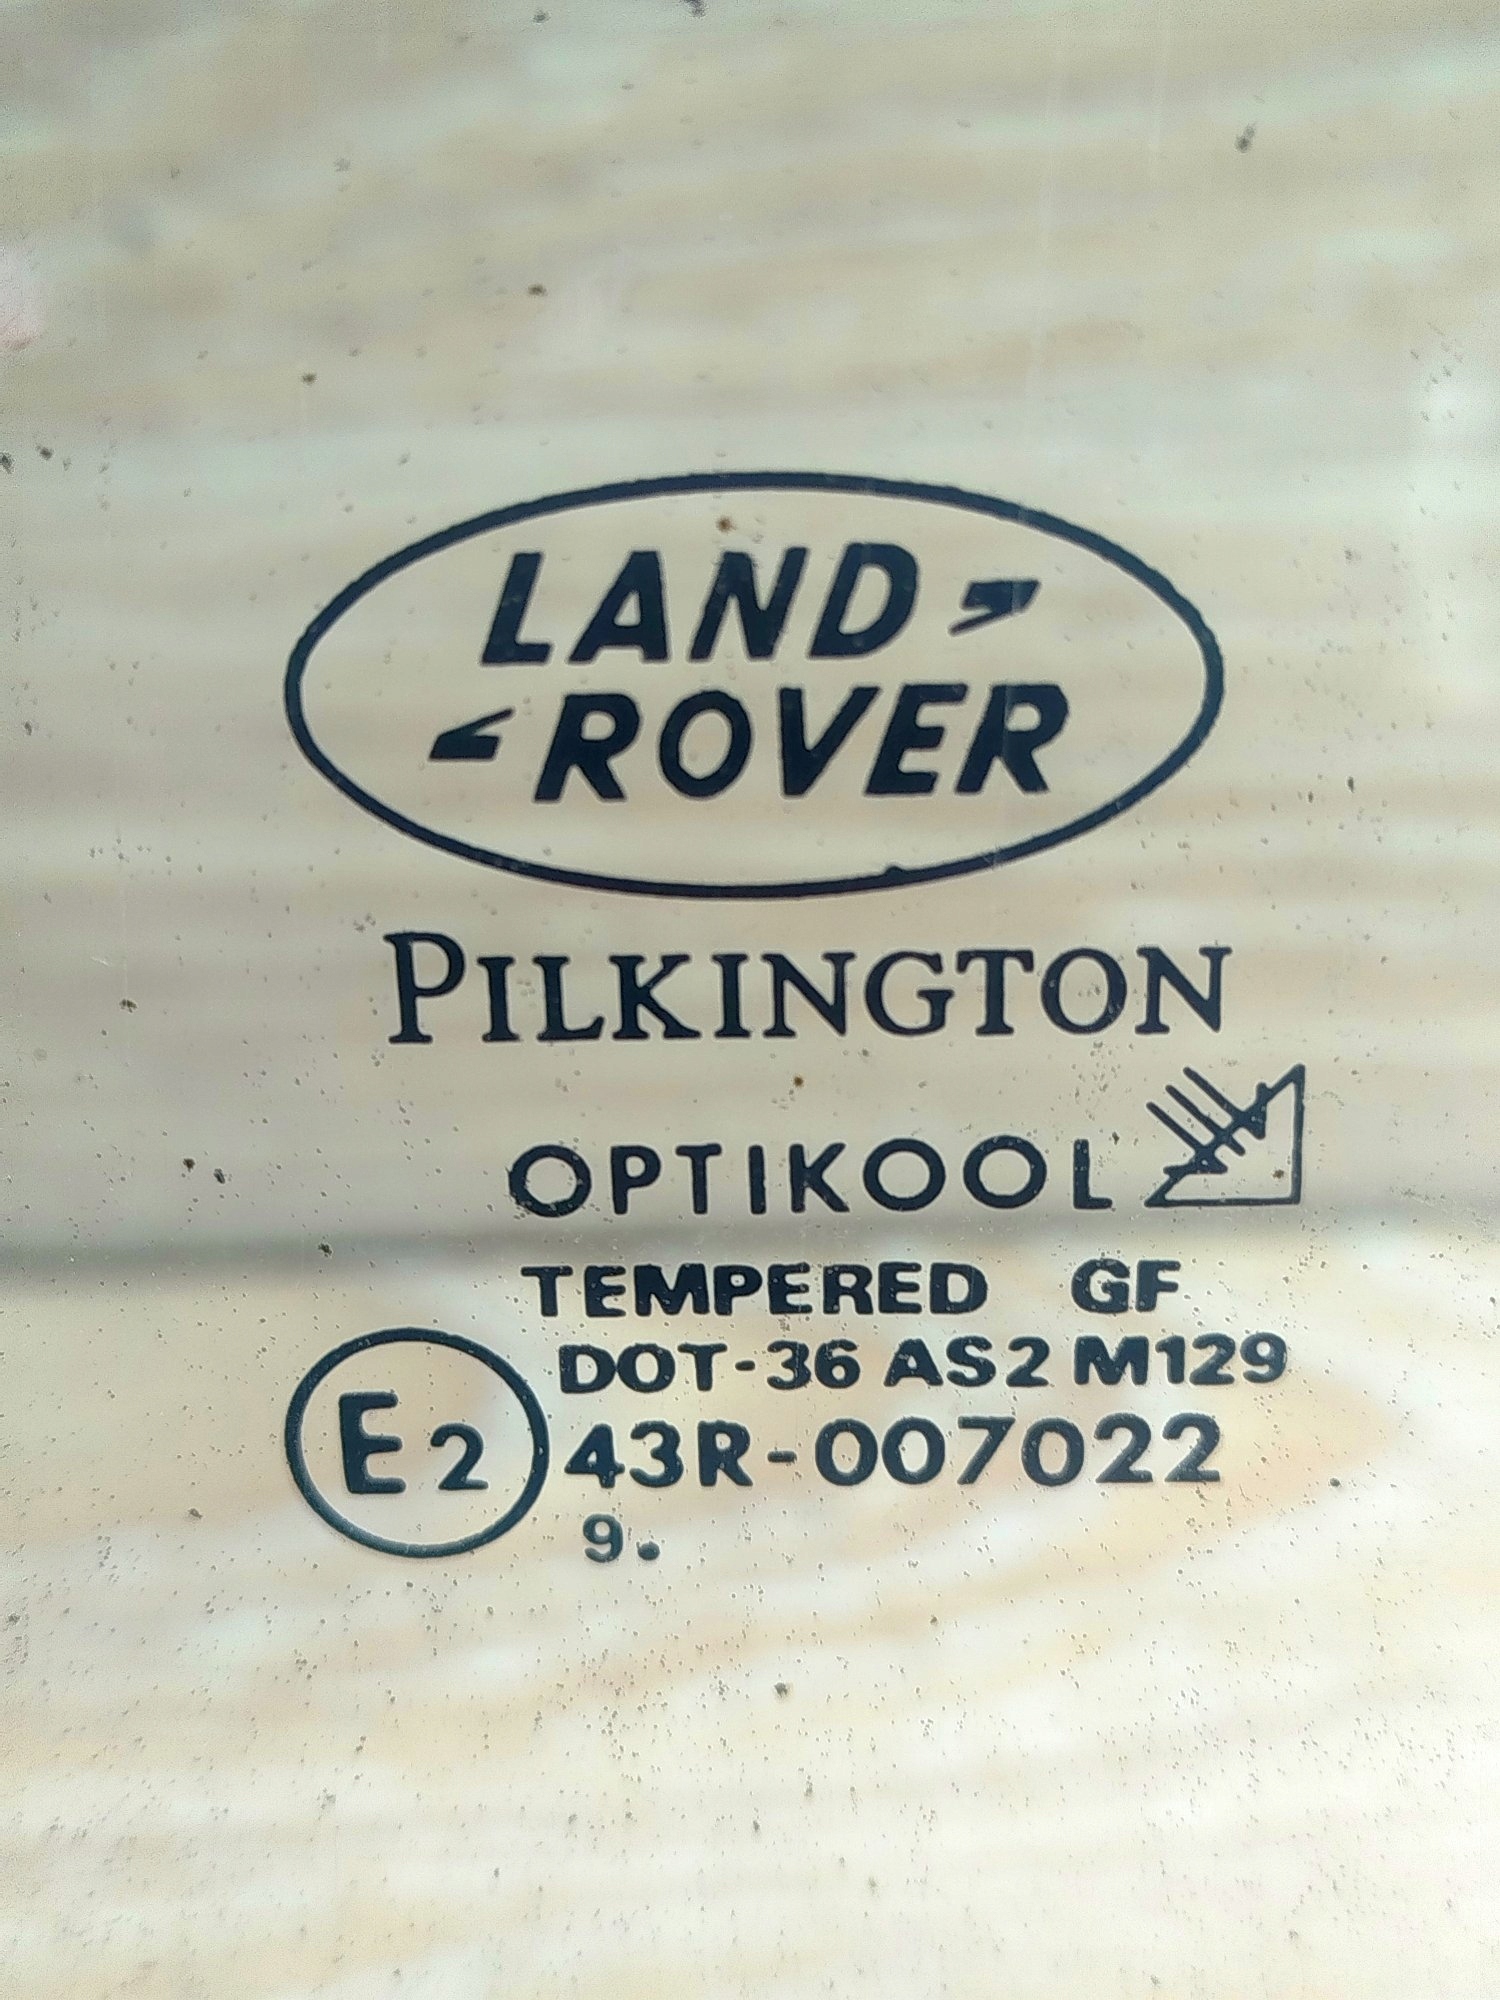 LAND
ROVER
PILKINGTON
OPTIKOOL
TEMPERED GF
DOT-36 AS2 M129
E2 43R-007022
9.